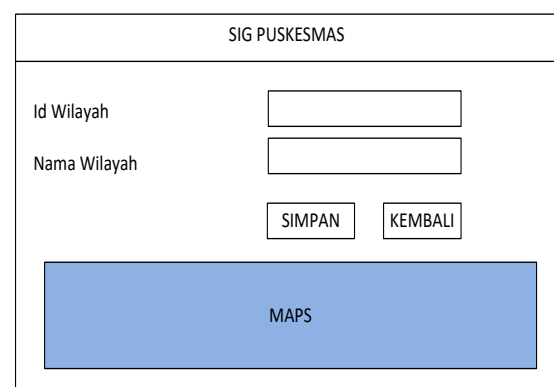 SIG PUSKESMAS
Id Wilayah
Nama Wilayah
SIMPAN KEMBALI
MAPS